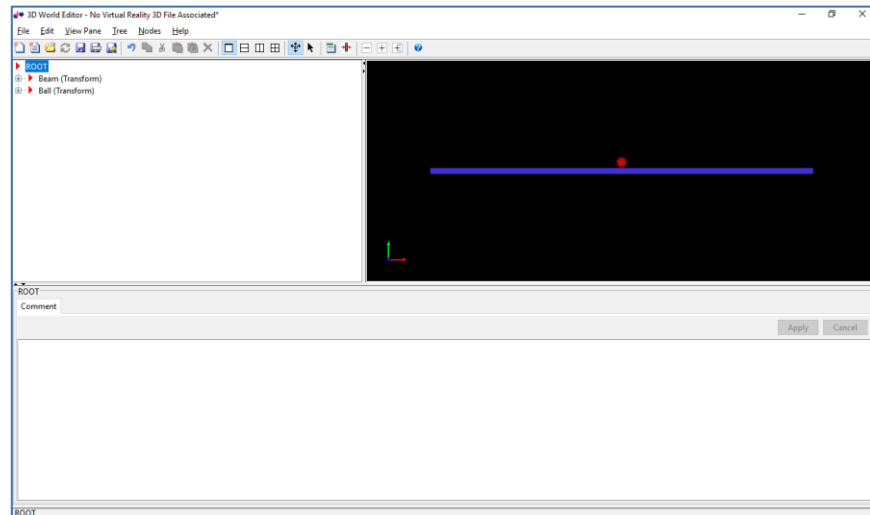 3D World Editor - No Virtual Reality 3D File Associated*
File Edit View Pane Tree Nodes Help
ROOT
Beam (Transform)
Ball (Transform)
ROOT
Comment
Apply Cancel
ROOT